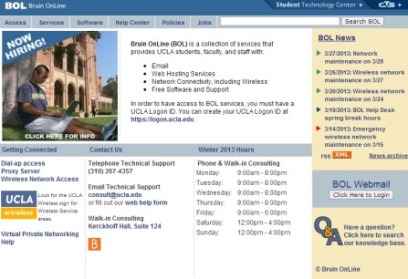 BOL Bruin OnLine
Student Technology Center
cts
Access Services Software Help Center Policies Jobs
Search BOL
NOW HIRING!
CLICK HERE FOR INFO
Bruin OnLine (BOL) is a collection of services that
provides UCLA students, faculty, and staff with:
• Email
• Web Hosting Services
• Network Connectivity, including Wireless
• Free Software and Support
In order to have access to BOL services, you must have a
UCLA Logon ID. You can create your UCLA Logon ID at
https://logon.ucla.edu.
BOL News
3/27/2013: Network
maintenance on 3/29
3/26/2013: Wireless network
maintenance on 3/27
3/20/2013: Wireless network
maintenance on 3/24
3/19/2013: BOL Help Desk
spring break hours
3/14/2013: Emergency
wireless network
maintenance on 3/15
rss XML News archive
Getting Connected
Dial-up access
Proxy Server
Wireless Network Access
UCLA wireless
Look for the UCLA
Wireless sign for
Wireless Service
areas.
Virtual Private Networking
Help
Contact Us
Telephone Technical Support
(310) 267-4357
Email Technical Support
consult@ucla.edu
or fill out our web help form
Walk-in Consulting
Kerckhoff Hall, Suite 124
B
Winter 2013 Hours
Phone & Walk-in Consulting
Monday: 9:00am - 8:00pm
Tuesday: 9:00am - 8:00pm
Wednesday: 9:00am - 8:00pm
Thursday: 9:00am - 8:00pm
Friday: 9:00am - 6:00pm
Saturday: 12:00pm - 4:00pm
Sunday: 12:00pm - 4:00pm
BOL Webmail
Click Here to Login
Q&A
Have a question?
Click here to search
our knowledge base.
© Bruin OnLine